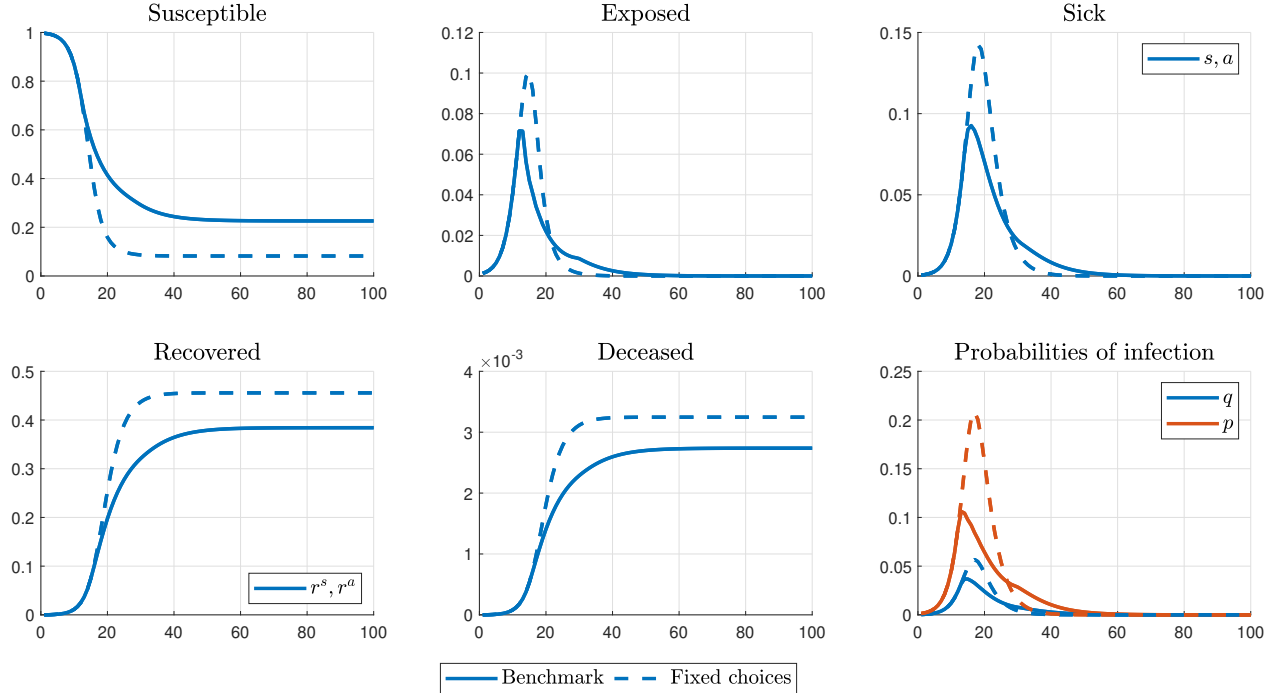 Susceptible
1
0.8
0.6
0.4
0.2
0
0 20 40 60 80 100
Exposed
0.12
0.1
0.08
0.06
0.04
0.02
0
0 20 40 60 80 100
Sick
s, a
0.15
0.1
0.05
0
0 20 40 60 80 100
Recovered
0.5
0.4
0.3
0.2
0.1
0
r^s, r^a
0 20 40 60 80 100
Deceased
×10^-3
4
3
2
1
0
0 20 40 60 80 100
Probabilities of infection
q
p
0.25
0.2
0.15
0.1
0.05
0
0 20 40 60 80 100
Benchmark Fixed choices